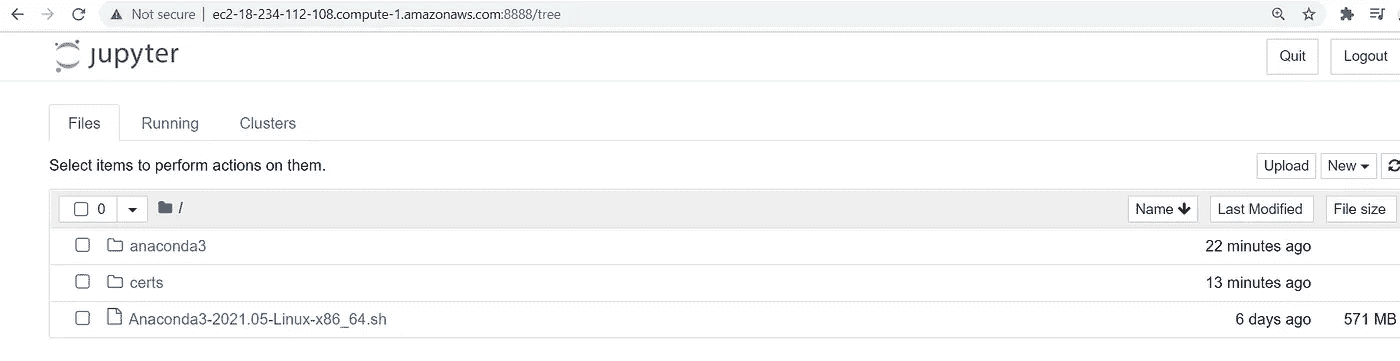 Not secure | ec2-18-234-112-108.compute-1.amazonaws.com:8888/tree
jupyter Quit Logout
Files Running Clusters
Select items to perform actions on them. Upload New
0 / Name Last Modified File size
anaconda3 22 minutes ago
certs 13 minutes ago
Anaconda3-2021.05-Linux-x86_64.sh 6 days ago 571 MB